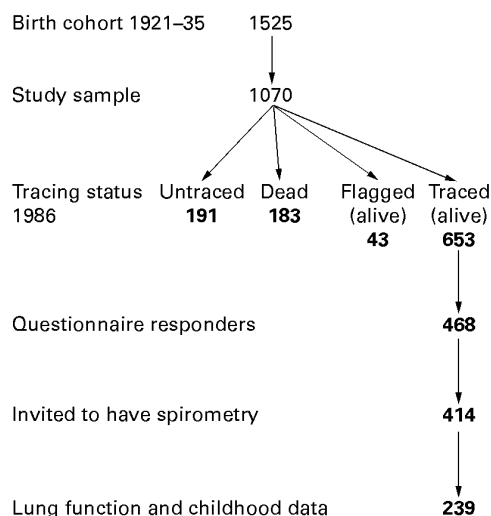 Birth cohort 1921–35 1525
Study sample 1070
Tracing status Untraced Dead Flagged Traced
1986 191 183 (alive) (alive)
43 653
Questionnaire responders 468
Invited to have spirometry 414
Lung function and childhood data 239